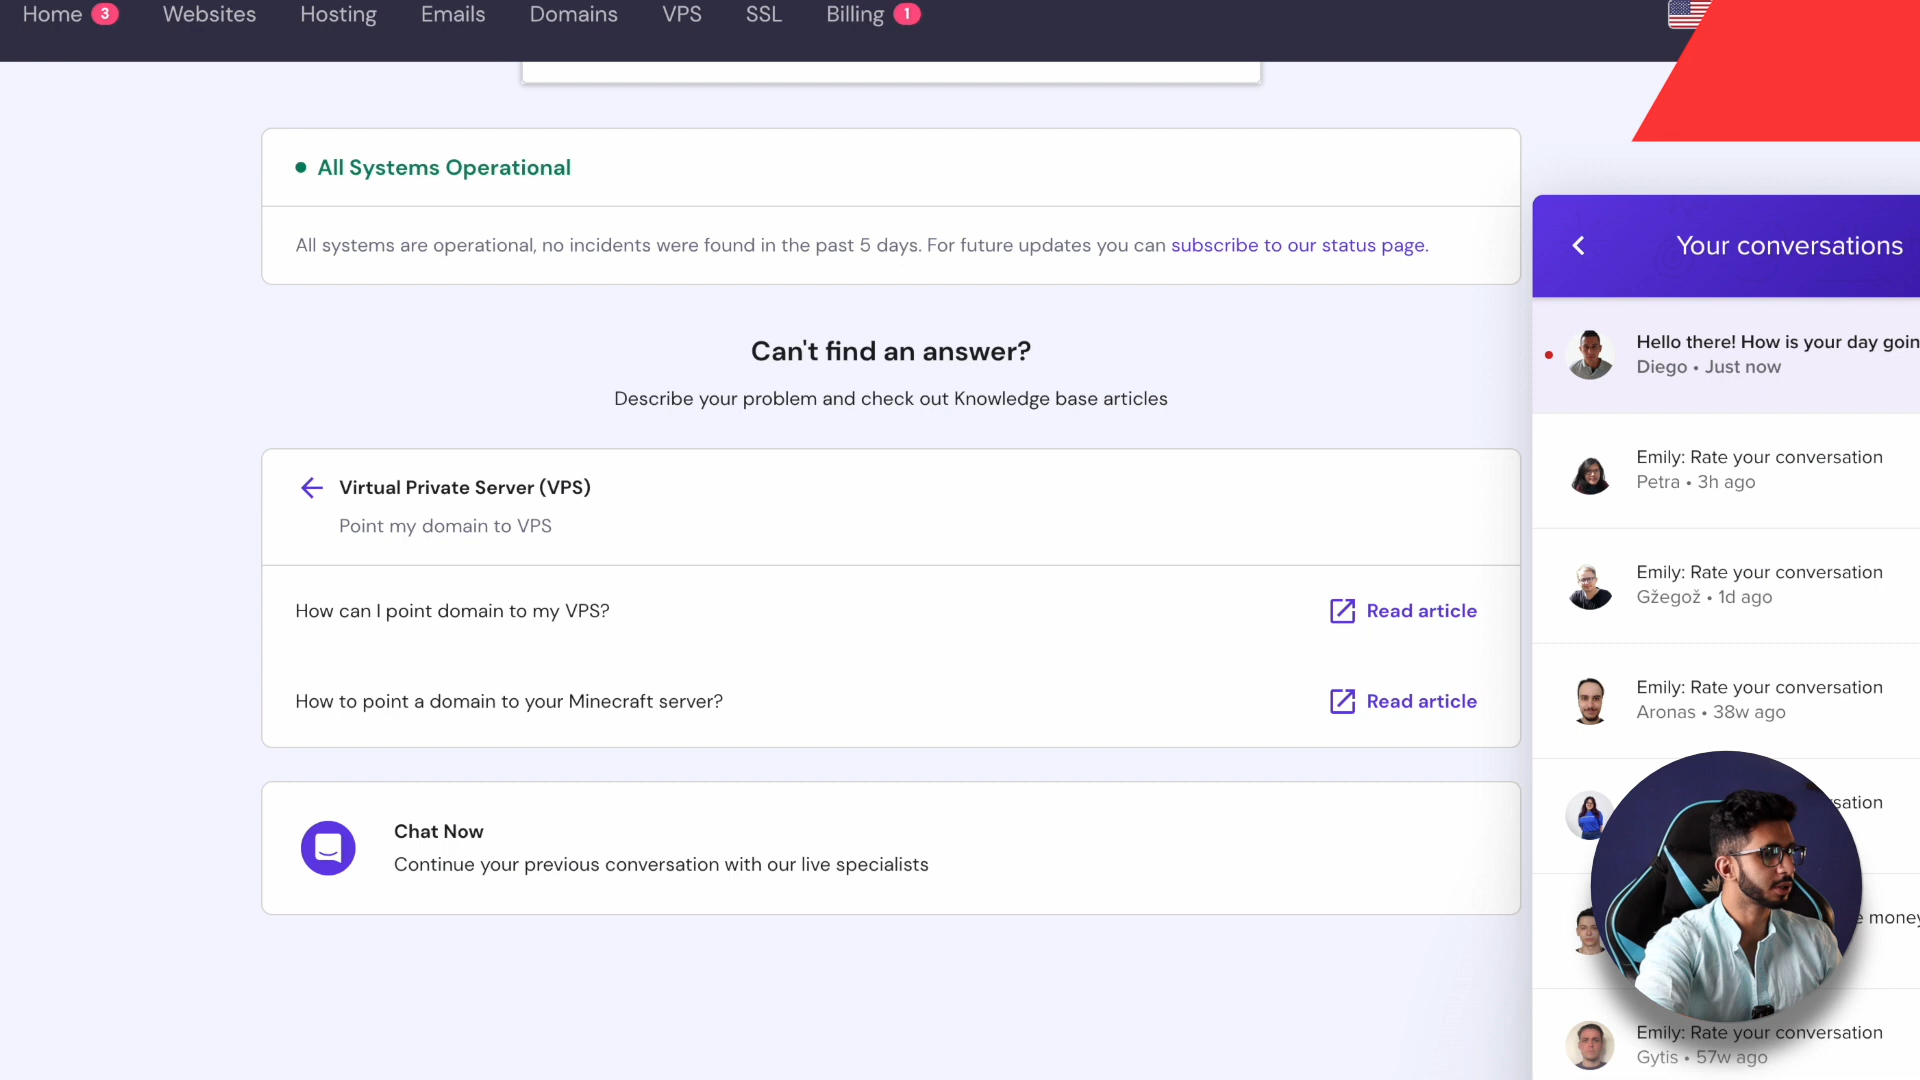 Home 3 Websites Hosting Emails Domains VPS SSL Billing 1
All Systems Operational
All systems are operational, no incidents were found in the past 5 days. For future updates you can subscribe to our status page.
Can't find an answer?
Describe your problem and check out Knowledge base articles
Virtual Private Server (VPS)
Point my domain to VPS
How can I point domain to my VPS? Read article
How to point a domain to your Minecraft server? Read article
Chat Now
Continue your previous conversation with our live specialists
Your conversations
Hello there! How is your day goin
Diego • Just now
Emily: Rate your conversation
Petra • 3h ago
Emily: Rate your conversation
Gžegož • 1d ago
Emily: Rate your conversation
Aronas • 38w ago
sation
money
Emily: Rate your conversation
Gytis • 57w ago